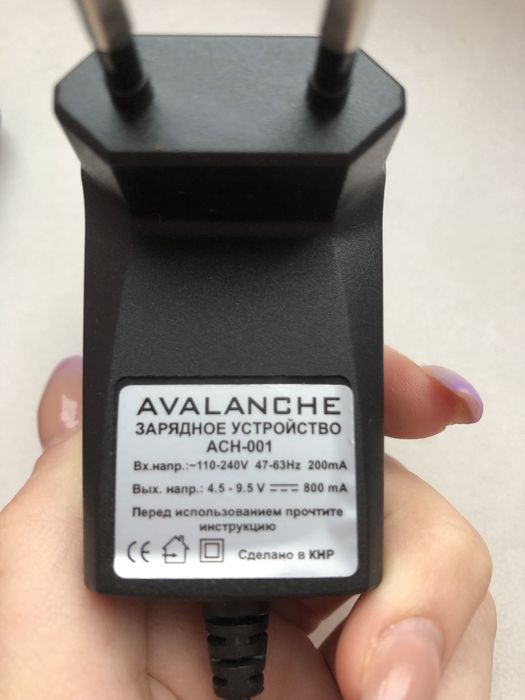 AVALANCHE
ЗАРЯДНОЕ УСТРОЙСТВО
ACH-001
Вх.напр.:~110-240V 47-63Hz 200mA
Вых. напр.: 4.5 - 9.5 V 800 mA
Перед использованием прочтите
инструкцию
CE Сделано в КНР